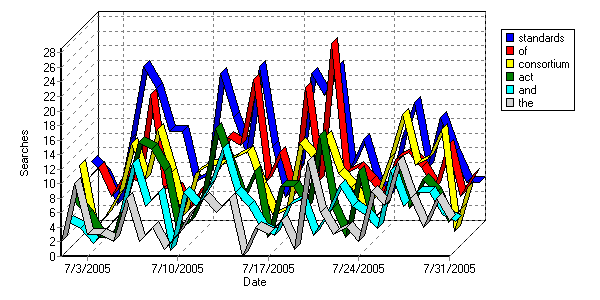 28
26
24
22
20
18
16
14
12
10
8
6
4
2
0
Searches
7/3/2005 7/10/2005 7/17/2005 7/24/2005 7/31/2005
Date
standards
of
consortium
act
and
the